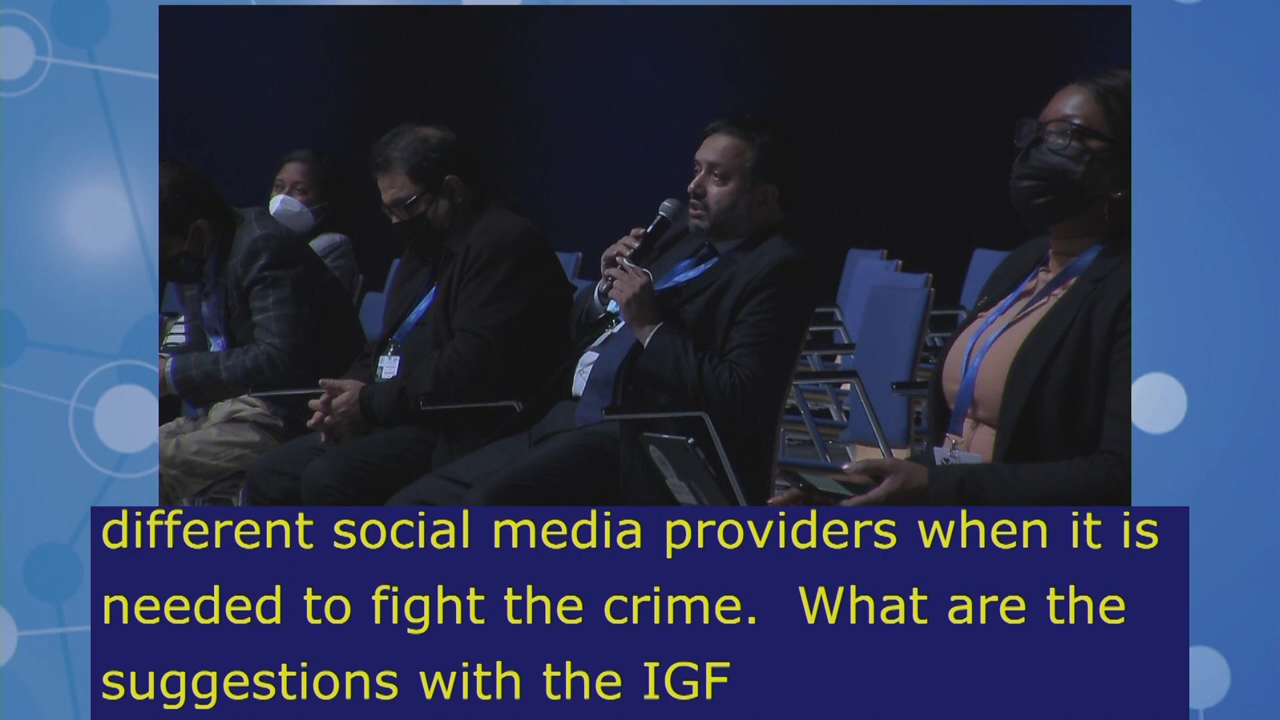 different social media providers when it is
needed to fight the crime.  What are the
suggestions with the IGF